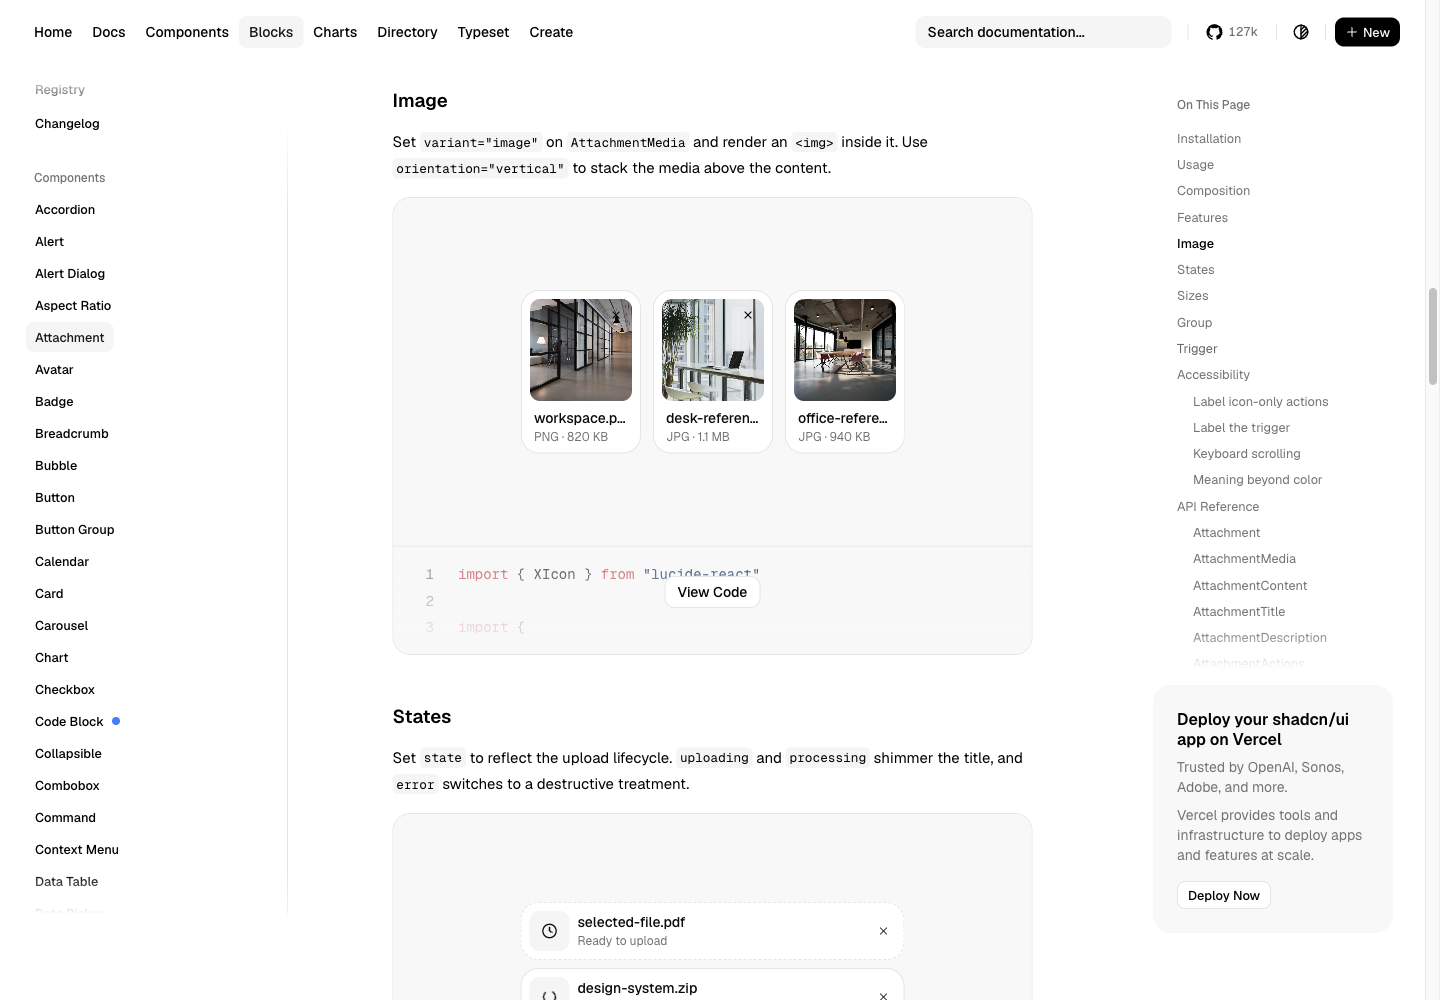 Home Docs Components Blocks Charts Directory Typeset Create
Search documentation...
127k
New
Registry
Changelog
Components
Accordion
Alert
Alert Dialog
Aspect Ratio
Attachment
Avatar
Badge
Breadcrumb
Bubble
Button
Button Group
Calendar
Card
Carousel
Chart
Checkbox
Code Block
Collapsible
Combobox
Command
Context Menu
Data Table
Date Picker
Image
Set variant="image" on AttachmentMedia and render an <img> inside it. Use
orientation="vertical" to stack the media above the content.
workspace.p...
PNG · 820 KB
desk-referen...
JPG · 1.1 MB
office-refere...
JPG · 940 KB
1 import { XIcon } from "lucide-react"
2
3 import {
View Code
States
Set state to reflect the upload lifecycle. uploading and processing shimmer the title, and
error switches to a destructive treatment.
selected-file.pdf
Ready to upload
design-system.zip
On This Page
Installation
Usage
Composition
Features
Image
States
Sizes
Group
Trigger
Accessibility
Label icon-only actions
Label the trigger
Keyboard scrolling
Meaning beyond color
API Reference
Attachment
AttachmentMedia
AttachmentContent
AttachmentTitle
AttachmentDescription
AttachmentActions
Deploy your shadcn/ui
app on Vercel
Trusted by OpenAI, Sonos,
Adobe, and more.
Vercel provides tools and
infrastructure to deploy apps
and features at scale.
Deploy Now